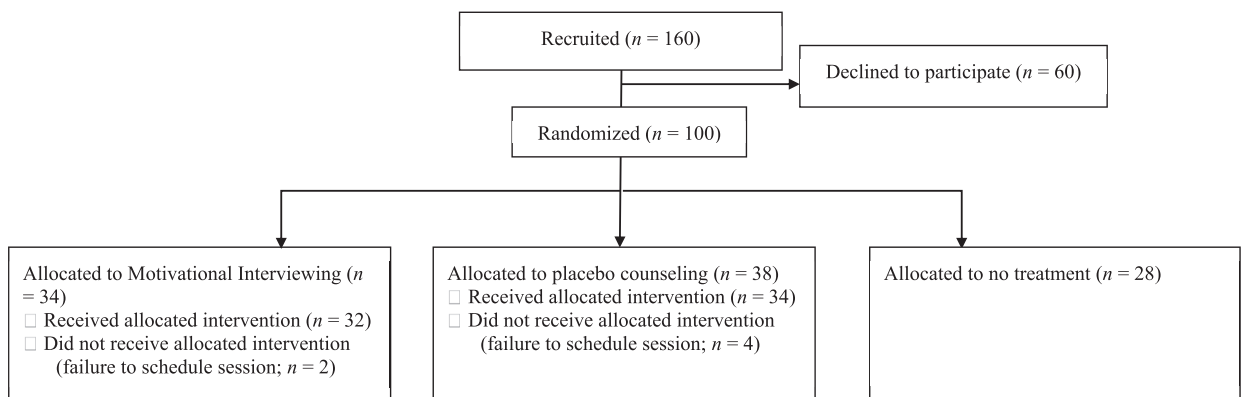 Recruited (n = 160)
Declined to participate (n = 60)
Randomized (n = 100)
Allocated to Motivational Interviewing (n
= 34)
□ Received allocated intervention (n = 32)
□ Did not receive allocated intervention
(failure to schedule session; n = 2)
Allocated to placebo counseling (n = 38)
□ Received allocated intervention (n = 34)
□ Did not receive allocated intervention
(failure to schedule session; n = 4)
Allocated to no treatment (n = 28)